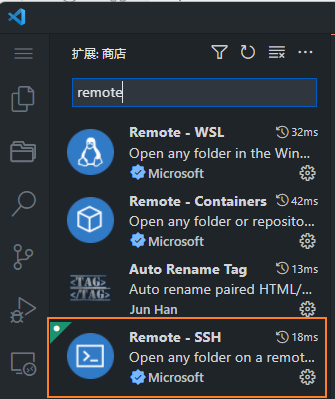 扩展: 商店
remote
Remote - WSL 32ms
Open any folder in the Win...
Microsoft
Remote - Containers 42ms
Open any folder or reposito...
Microsoft
<TAG>
</TAG>
Auto Rename Tag 13ms
Auto rename paired HTML/...
Jun Han
Remote - SSH 18ms
Open any folder on a remot...
Microsoft